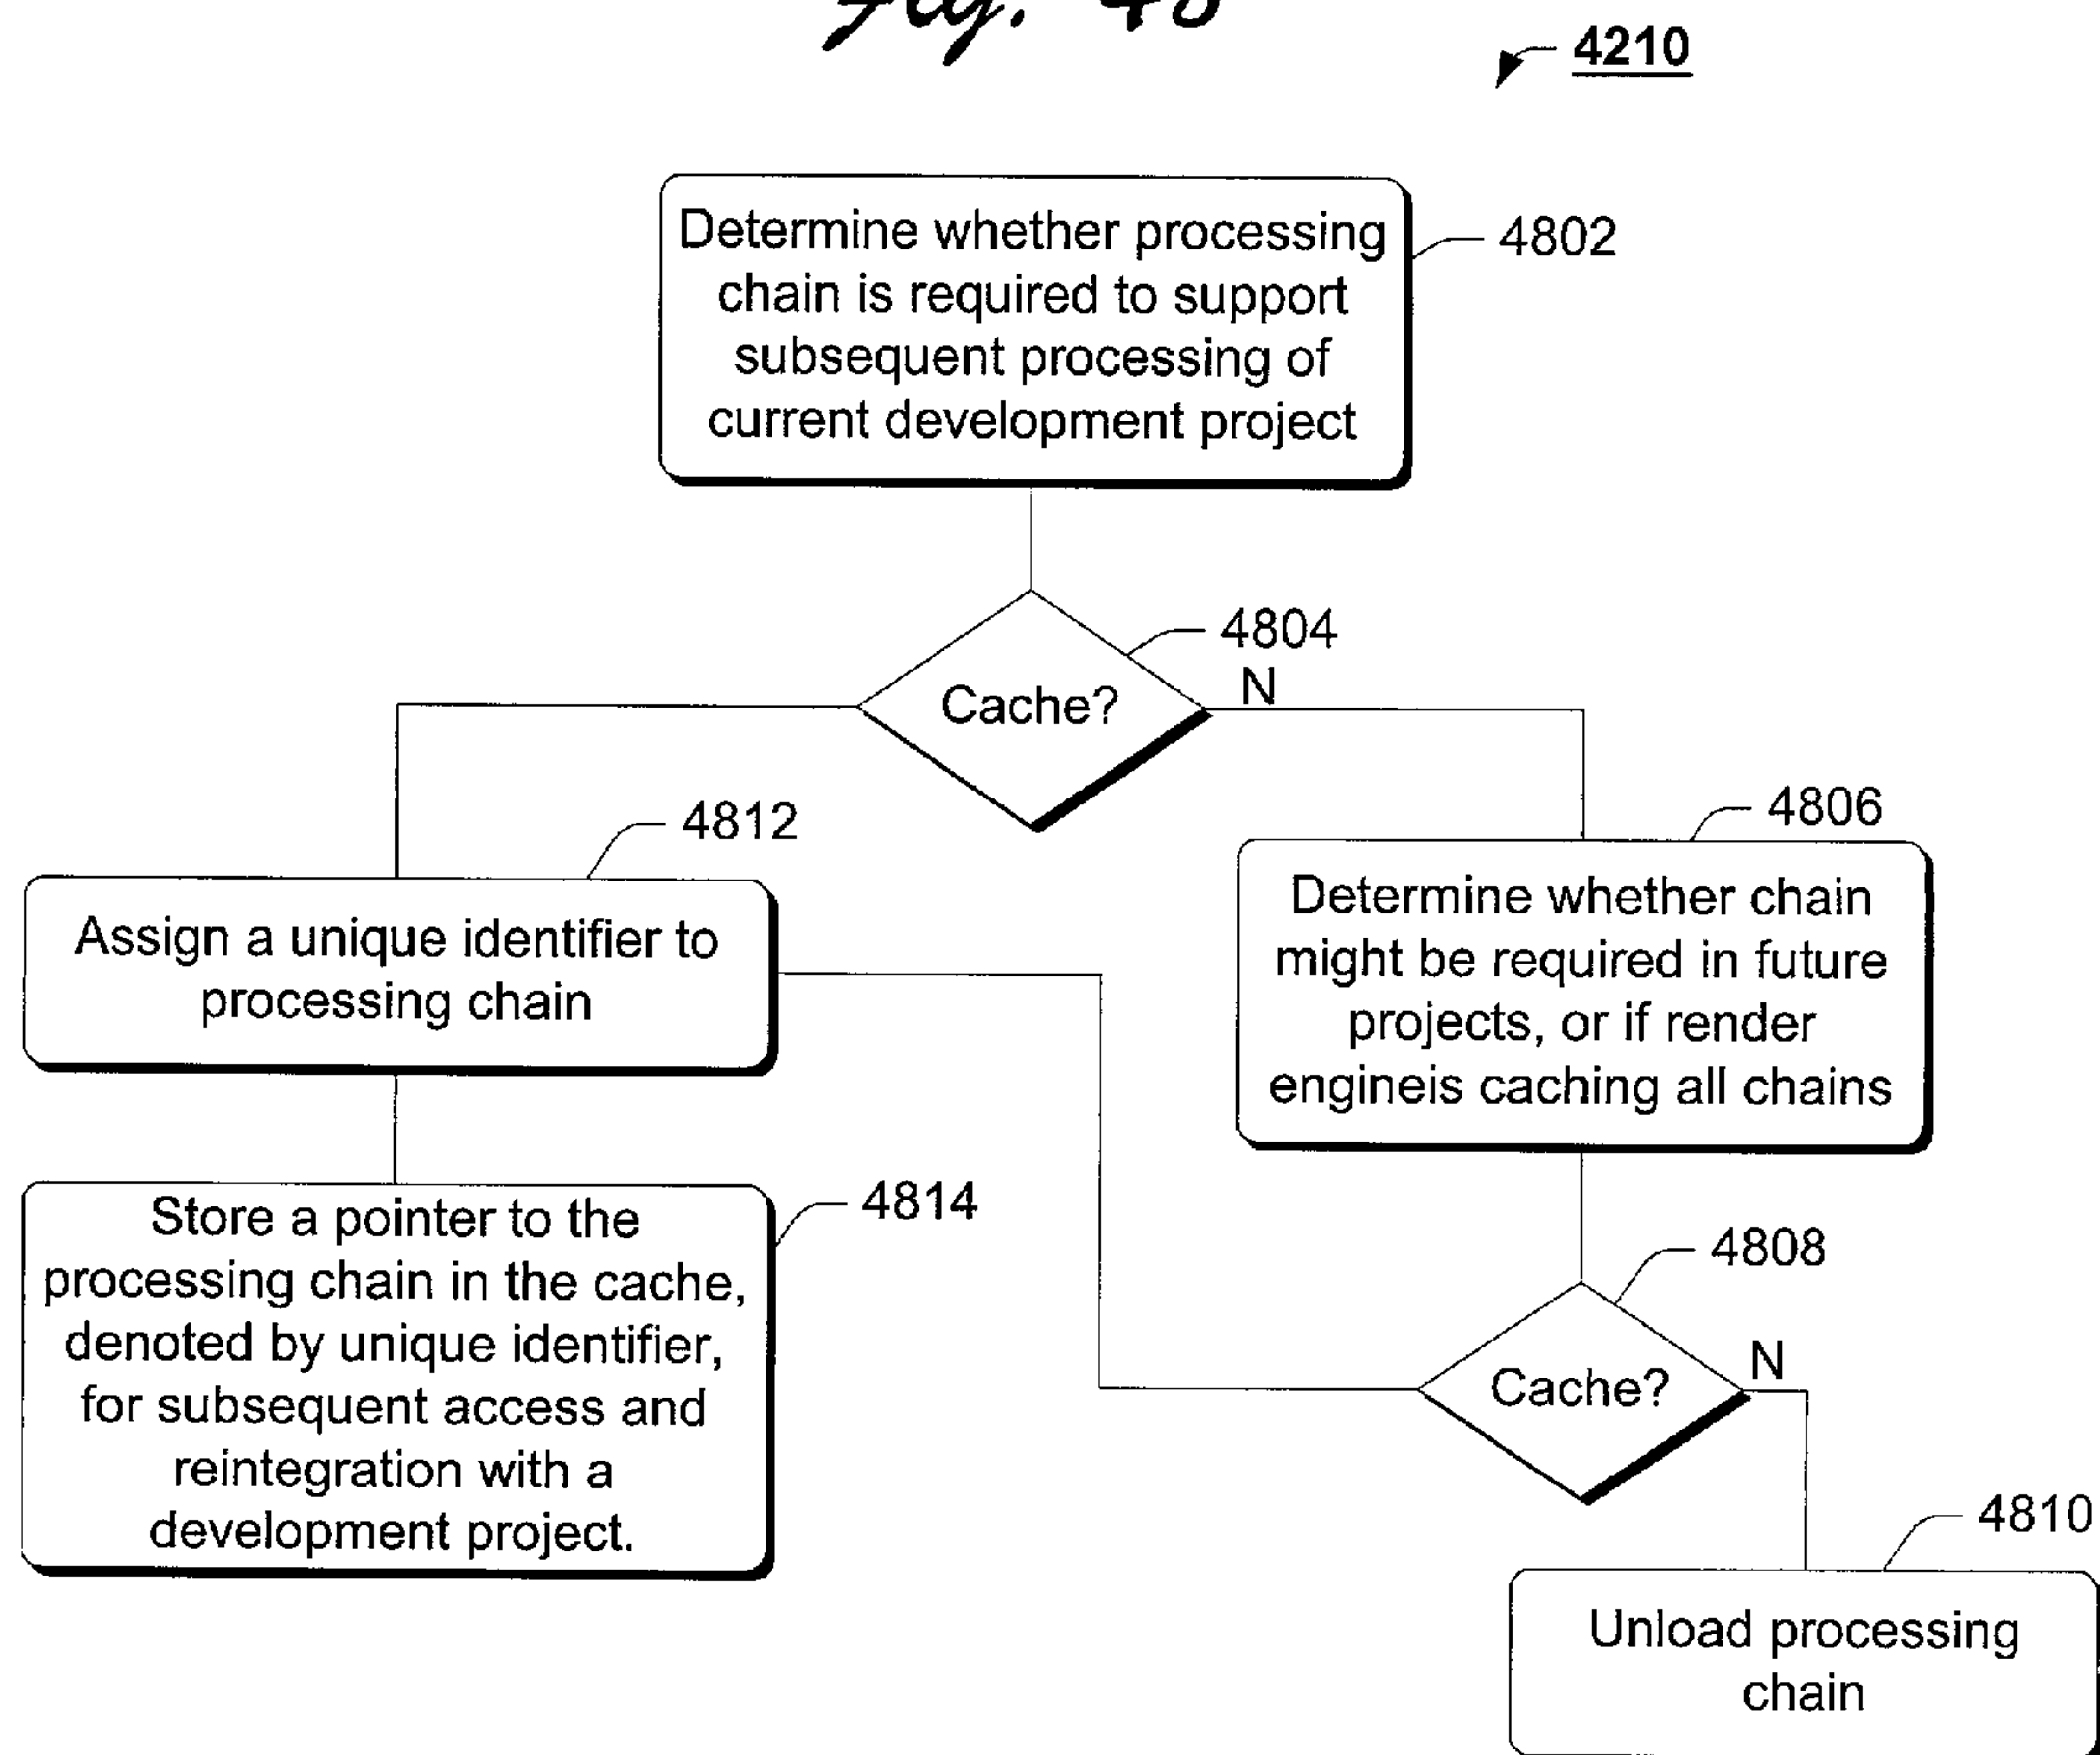 Fig. 48
4210
Determine whether processing
chain is required to support
subsequent processing of
current development project
4802
4804
Cache?
N
4812
4806
Assign a unique identifier to
processing chain
Determine whether chain
might be required in future
projects, or if render
engineis caching all chains
4814
Store a pointer to the
processing chain in the cache,
denoted by unique identifier,
for subsequent access and
reintegration with a
development project.
4808
Cache?
N
4810
Unload processing
chain